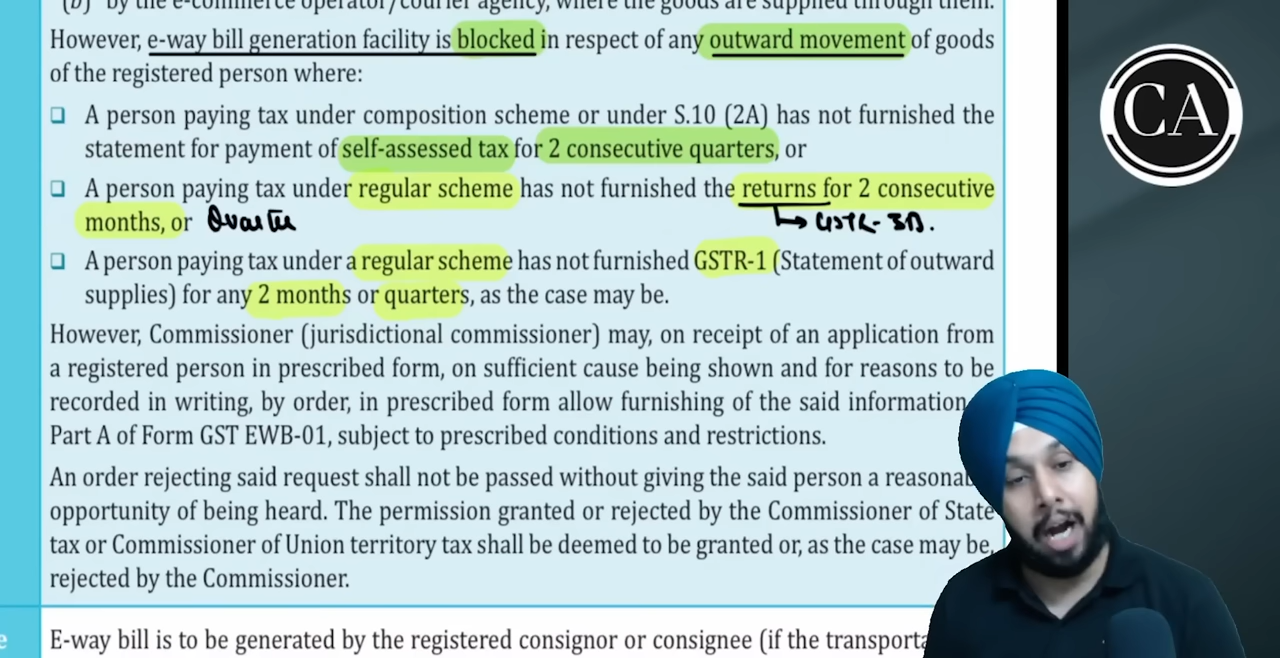 (b) by the e-commerce operator/courier agency, where the goods are supplied through them.
However, e-way bill generation facility is blocked in respect of any outward movement of goods
of the registered person where:
❑ A person paying tax under composition scheme or under S.10 (2A) has not furnished the
statement for payment of self-assessed tax for 2 consecutive quarters, or
❑ A person paying tax under regular scheme has not furnished the returns for 2 consecutive
months, or Quarter
GSTR-3B.
❑ A person paying tax under a regular scheme has not furnished GSTR-1 (Statement of outward
supplies) for any 2 months or quarters, as the case may be.
However, Commissioner (jurisdictional commissioner) may, on receipt of an application from
a registered person in prescribed form, on sufficient cause being shown and for reasons to be
recorded in writing, by order, in prescribed form allow furnishing of the said information
Part A of Form GST EWB-01, subject to prescribed conditions and restrictions.
An order rejecting said request shall not be passed without giving the said person a
opportunity of being heard. The permission granted or rejected by the Commissioner of State
tax or Commissioner of Union territory tax shall be deemed to be granted or, as the case may be,
rejected by the Commissioner.
E-way bill is to be generated by the registered consignor or consignee (if the
CA